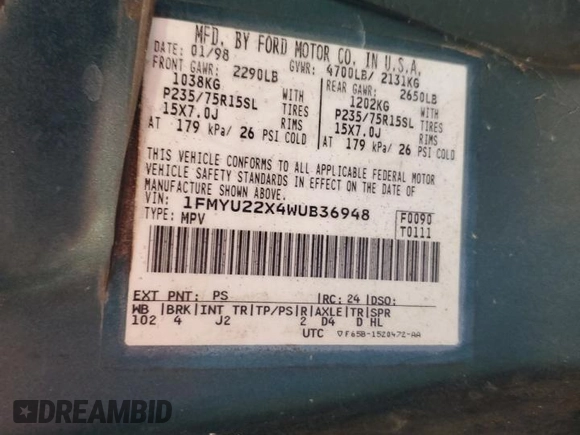 MFD. BY FORD MOTOR CO. IN U.S.A.
DATE: 01/98 GVWR: 4700LB/ 2131KG
FRONT GAWR: 2290LB REAR GAWR: 2650LB
1038KG WITH 1202KG WITH
P235/75R15SL TIRES P235/75R15SL TIRES
15X7.0J RIMS 15X7.0J RIMS
AT 179 kPa/ 26 PSI COLD AT 179 kPa/ 26 PSI COLD
THIS VEHICLE CONFORMS TO ALL APPLICABLE FEDERAL MOTOR
VEHICLE SAFETY STANDARDS IN EFFECT ON THE DATE OF
MANUFACTURE SHOWN ABOVE.
VIN: 1FMYU22X4WUB36948 F0090
TYPE: MPV T0111
EXT PNT: PS RC: 24 DSO:
WB BRK INT TR TP/PS R AXLE TR SPR
102 4 J2 2 D4 D HL
UTC ▽F65B-1520472-AA
DREAMBID